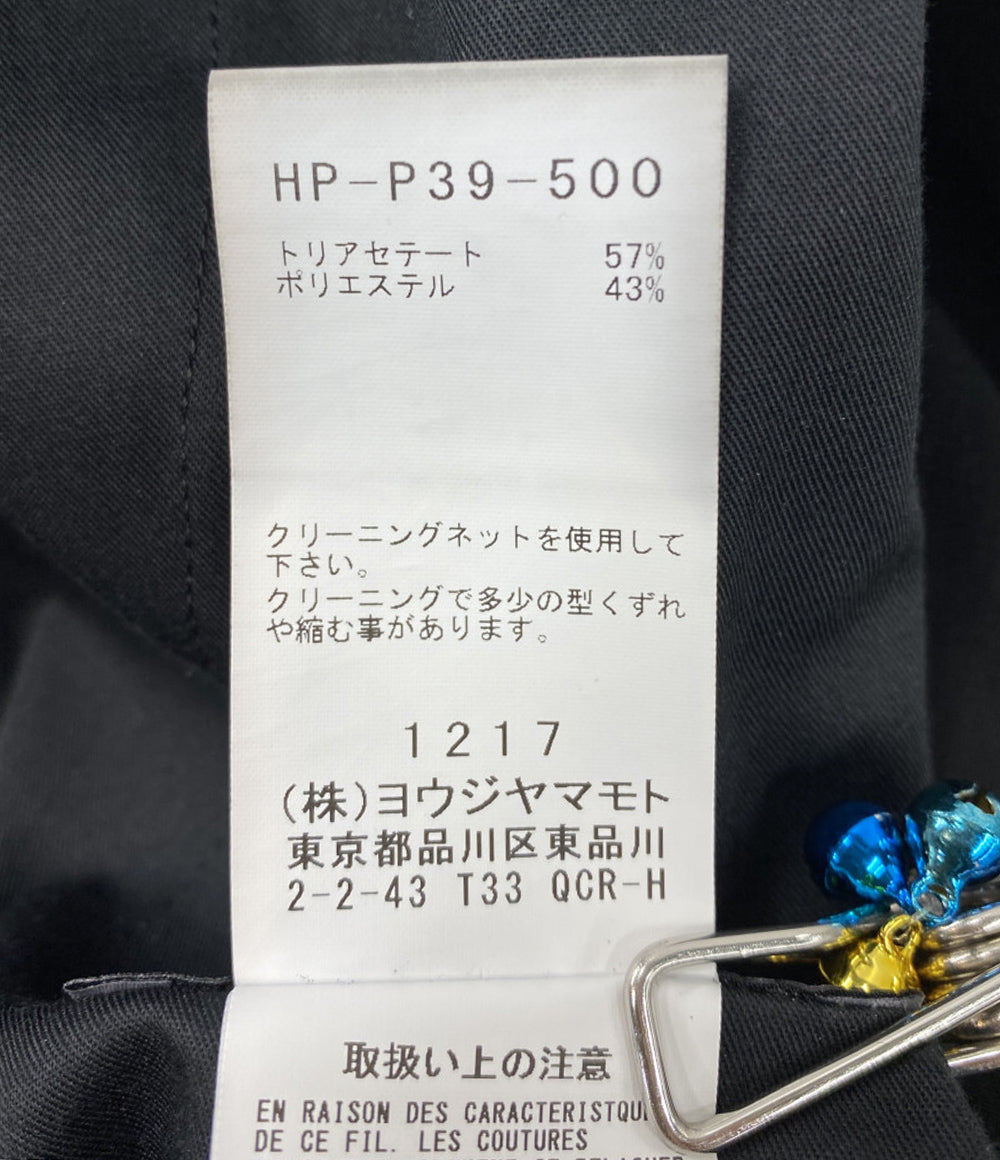 HP-P39-500
トリアセテート 57%
ポリエステル 43%
クリーニングネットを使用して
下さい。
クリーニングで多少の型くずれ
や縮む事があります。
1217
(株)ヨウジヤマモト
東京都品川区東品川
2-2-43 T33 QCR-H
取扱い上の注意
EN RAISON DES
DE CE FIL. LES COUTURES